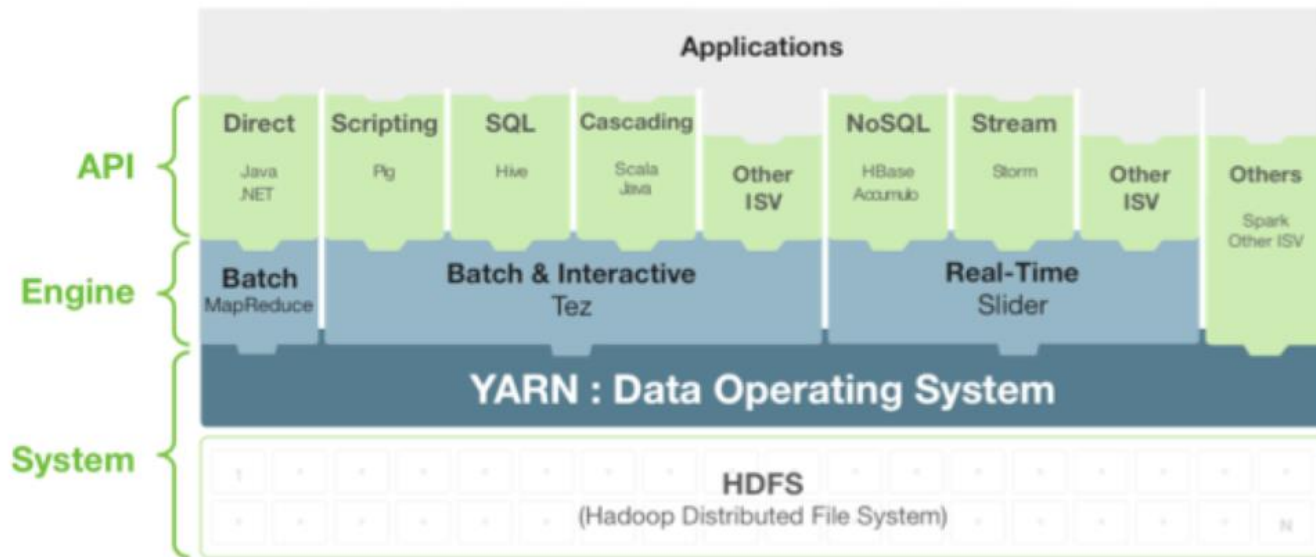 Applications
API
Direct
Java
.NET
Scripting
Pig
SQL
Hive
Cascading
Scala
Java
Other
ISV
NoSQL
HBase
Accumulo
Stream
Storm
Other
ISV
Others
Spark
Other ISV
Engine
Batch
MapReduce
Batch & Interactive
Tez
Real-Time
Slider
System
YARN : Data Operating System
1
HDFS
(Hadoop Distributed File System)
N